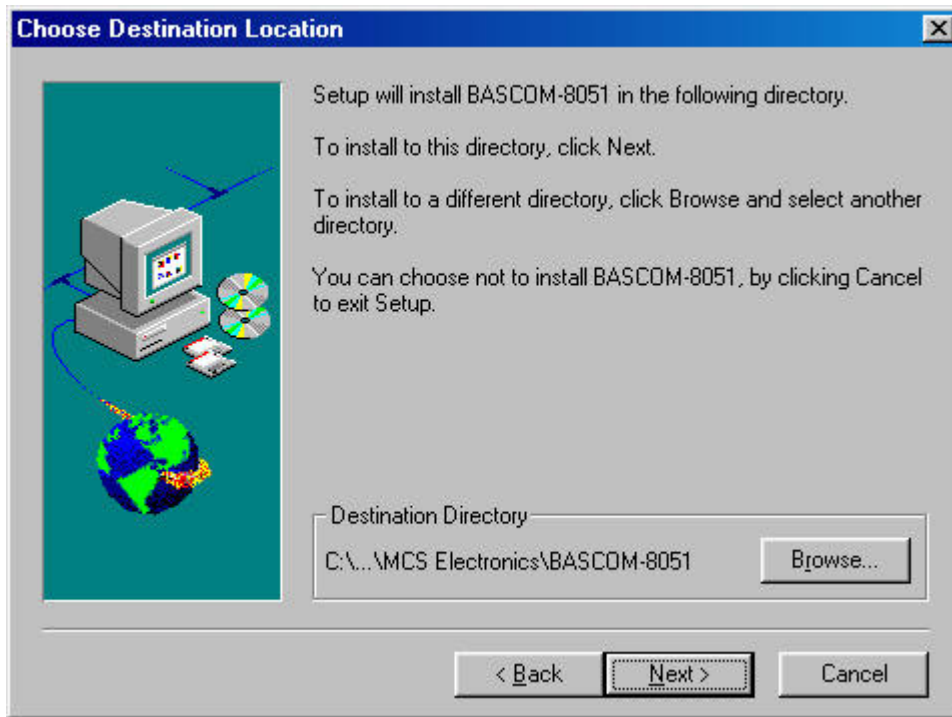 Choose Destination Location
Setup will install BASCOM-8051 in the following directory.
To install to this directory, click Next.
To install to a different directory, click Browse and select another
directory.
You can choose not to install BASCOM-8051, by clicking Cancel
to exit Setup.
Destination Directory
C:\...\MCS Electronics\BASCOM-8051
Browse...
< Back
Next >
Cancel